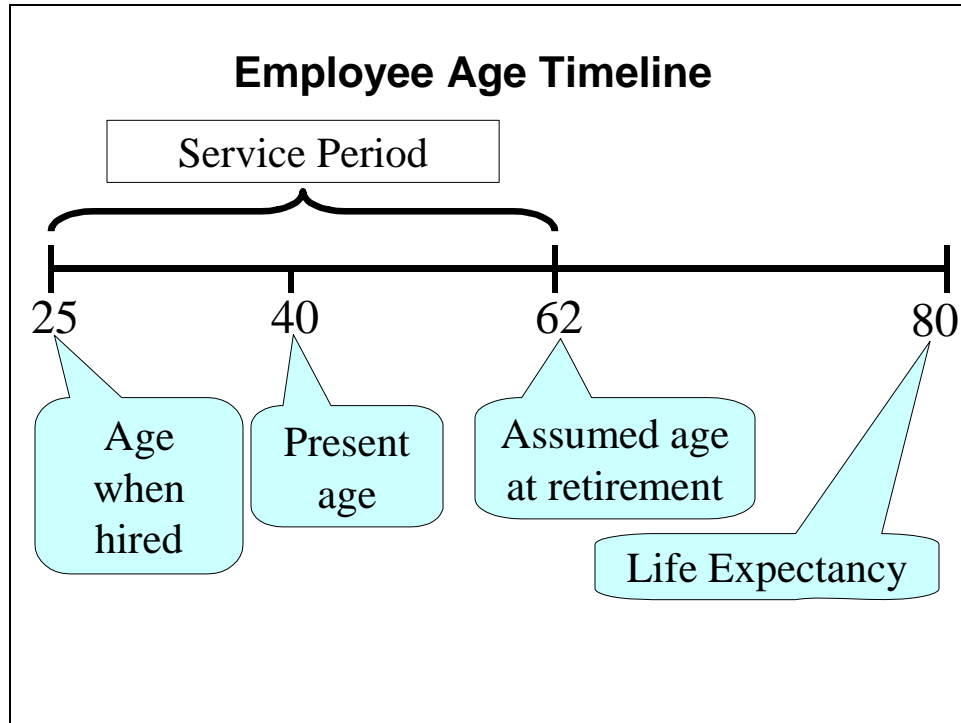 Employee Age Timeline
Service Period
25 40 62 80
Age
when
hired
Present
age
Assumed age
at retirement
Life Expectancy